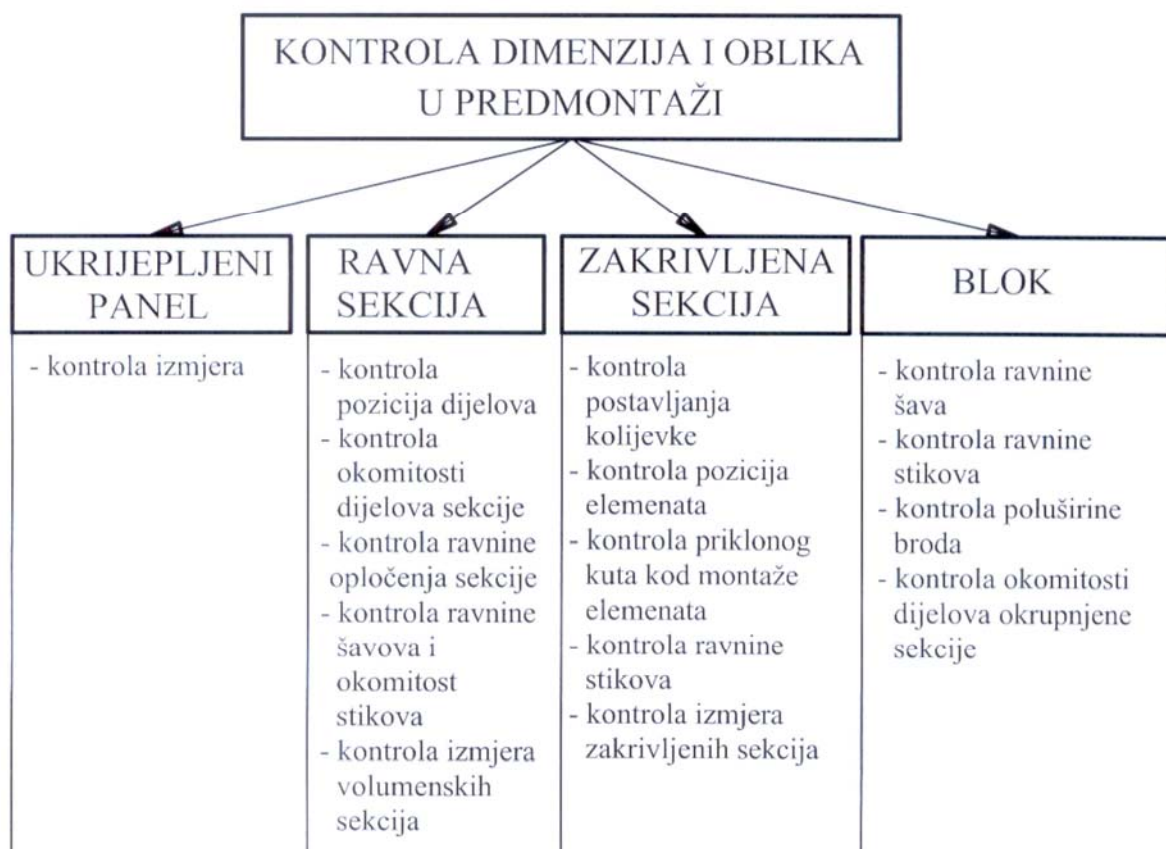 KONTROLA DIMENZIJA I OBLIKA
U PREDMONTAŽI
UKRIJEPLJENI
PANEL
- kontrola izmjera
RAVNA
SEKCIJA
- kontrola
pozicija dijelova
- kontrola
okomitosti
dijelova sekcije
- kontrola ravnine
opločenja sekcije
- kontrola ravnine
šavova i
okomitost
stikova
- kontrola izmjera
volumenskih
sekcija
ZAKRIVLJENA
SEKCIJA
- kontrola
postavljanja
kolijevke
- kontrola pozicija
elemenata
- kontrola priklonog
kuta kod montaže
elemenata
- kontrola ravnine
stikova
- kontrola izmjera
zakrivljenih sekcija
BLOK
- kontrola ravnine
šava
- kontrola ravnine
stikova
- kontrola poluširine
broda
- kontrola okomitosti
dijelova okrupnjene
sekcije